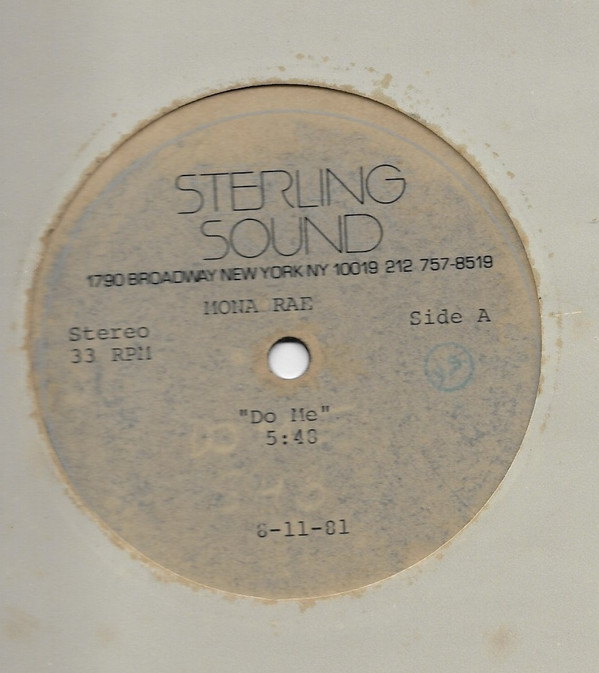 STERLING
SOUND
1790 BROADWAY NEW YORK NY 10019 212 757-8519
MONA RAE
Stereo
33 RPM
Side A
"Do Me"
5:48
8-11-81